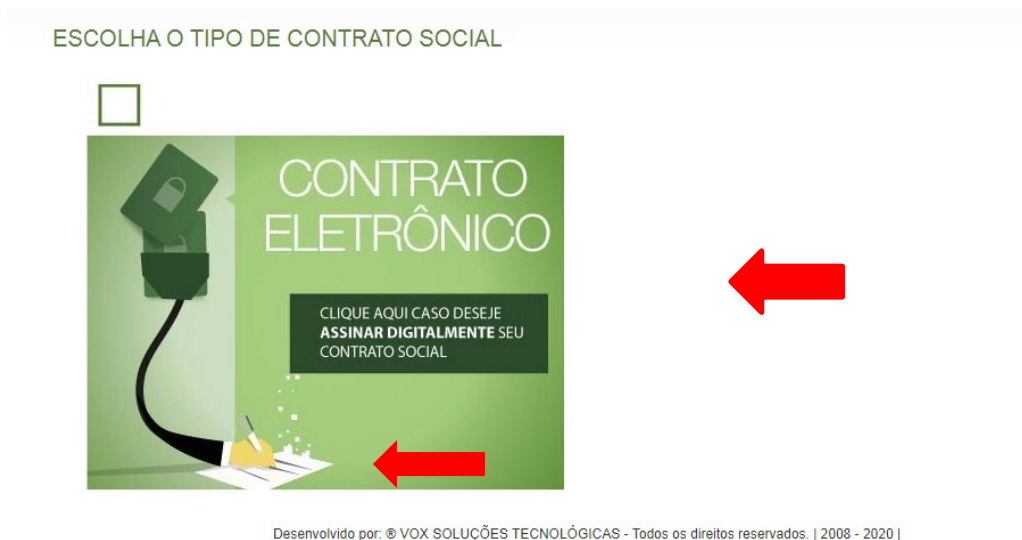 ESCOLHA O TIPO DE CONTRATO SOCIAL
CONTRATO
ELETRÔNICO
CLIQUE AQUI CASO DESEJE
ASSINAR DIGITALMENTE SEU
CONTRATO SOCIAL
Desenvolvido por: ® VOX SOLUCÕES TECNOLÓGICAS - Todos os direitos reservados. | 2008 - 2020 |